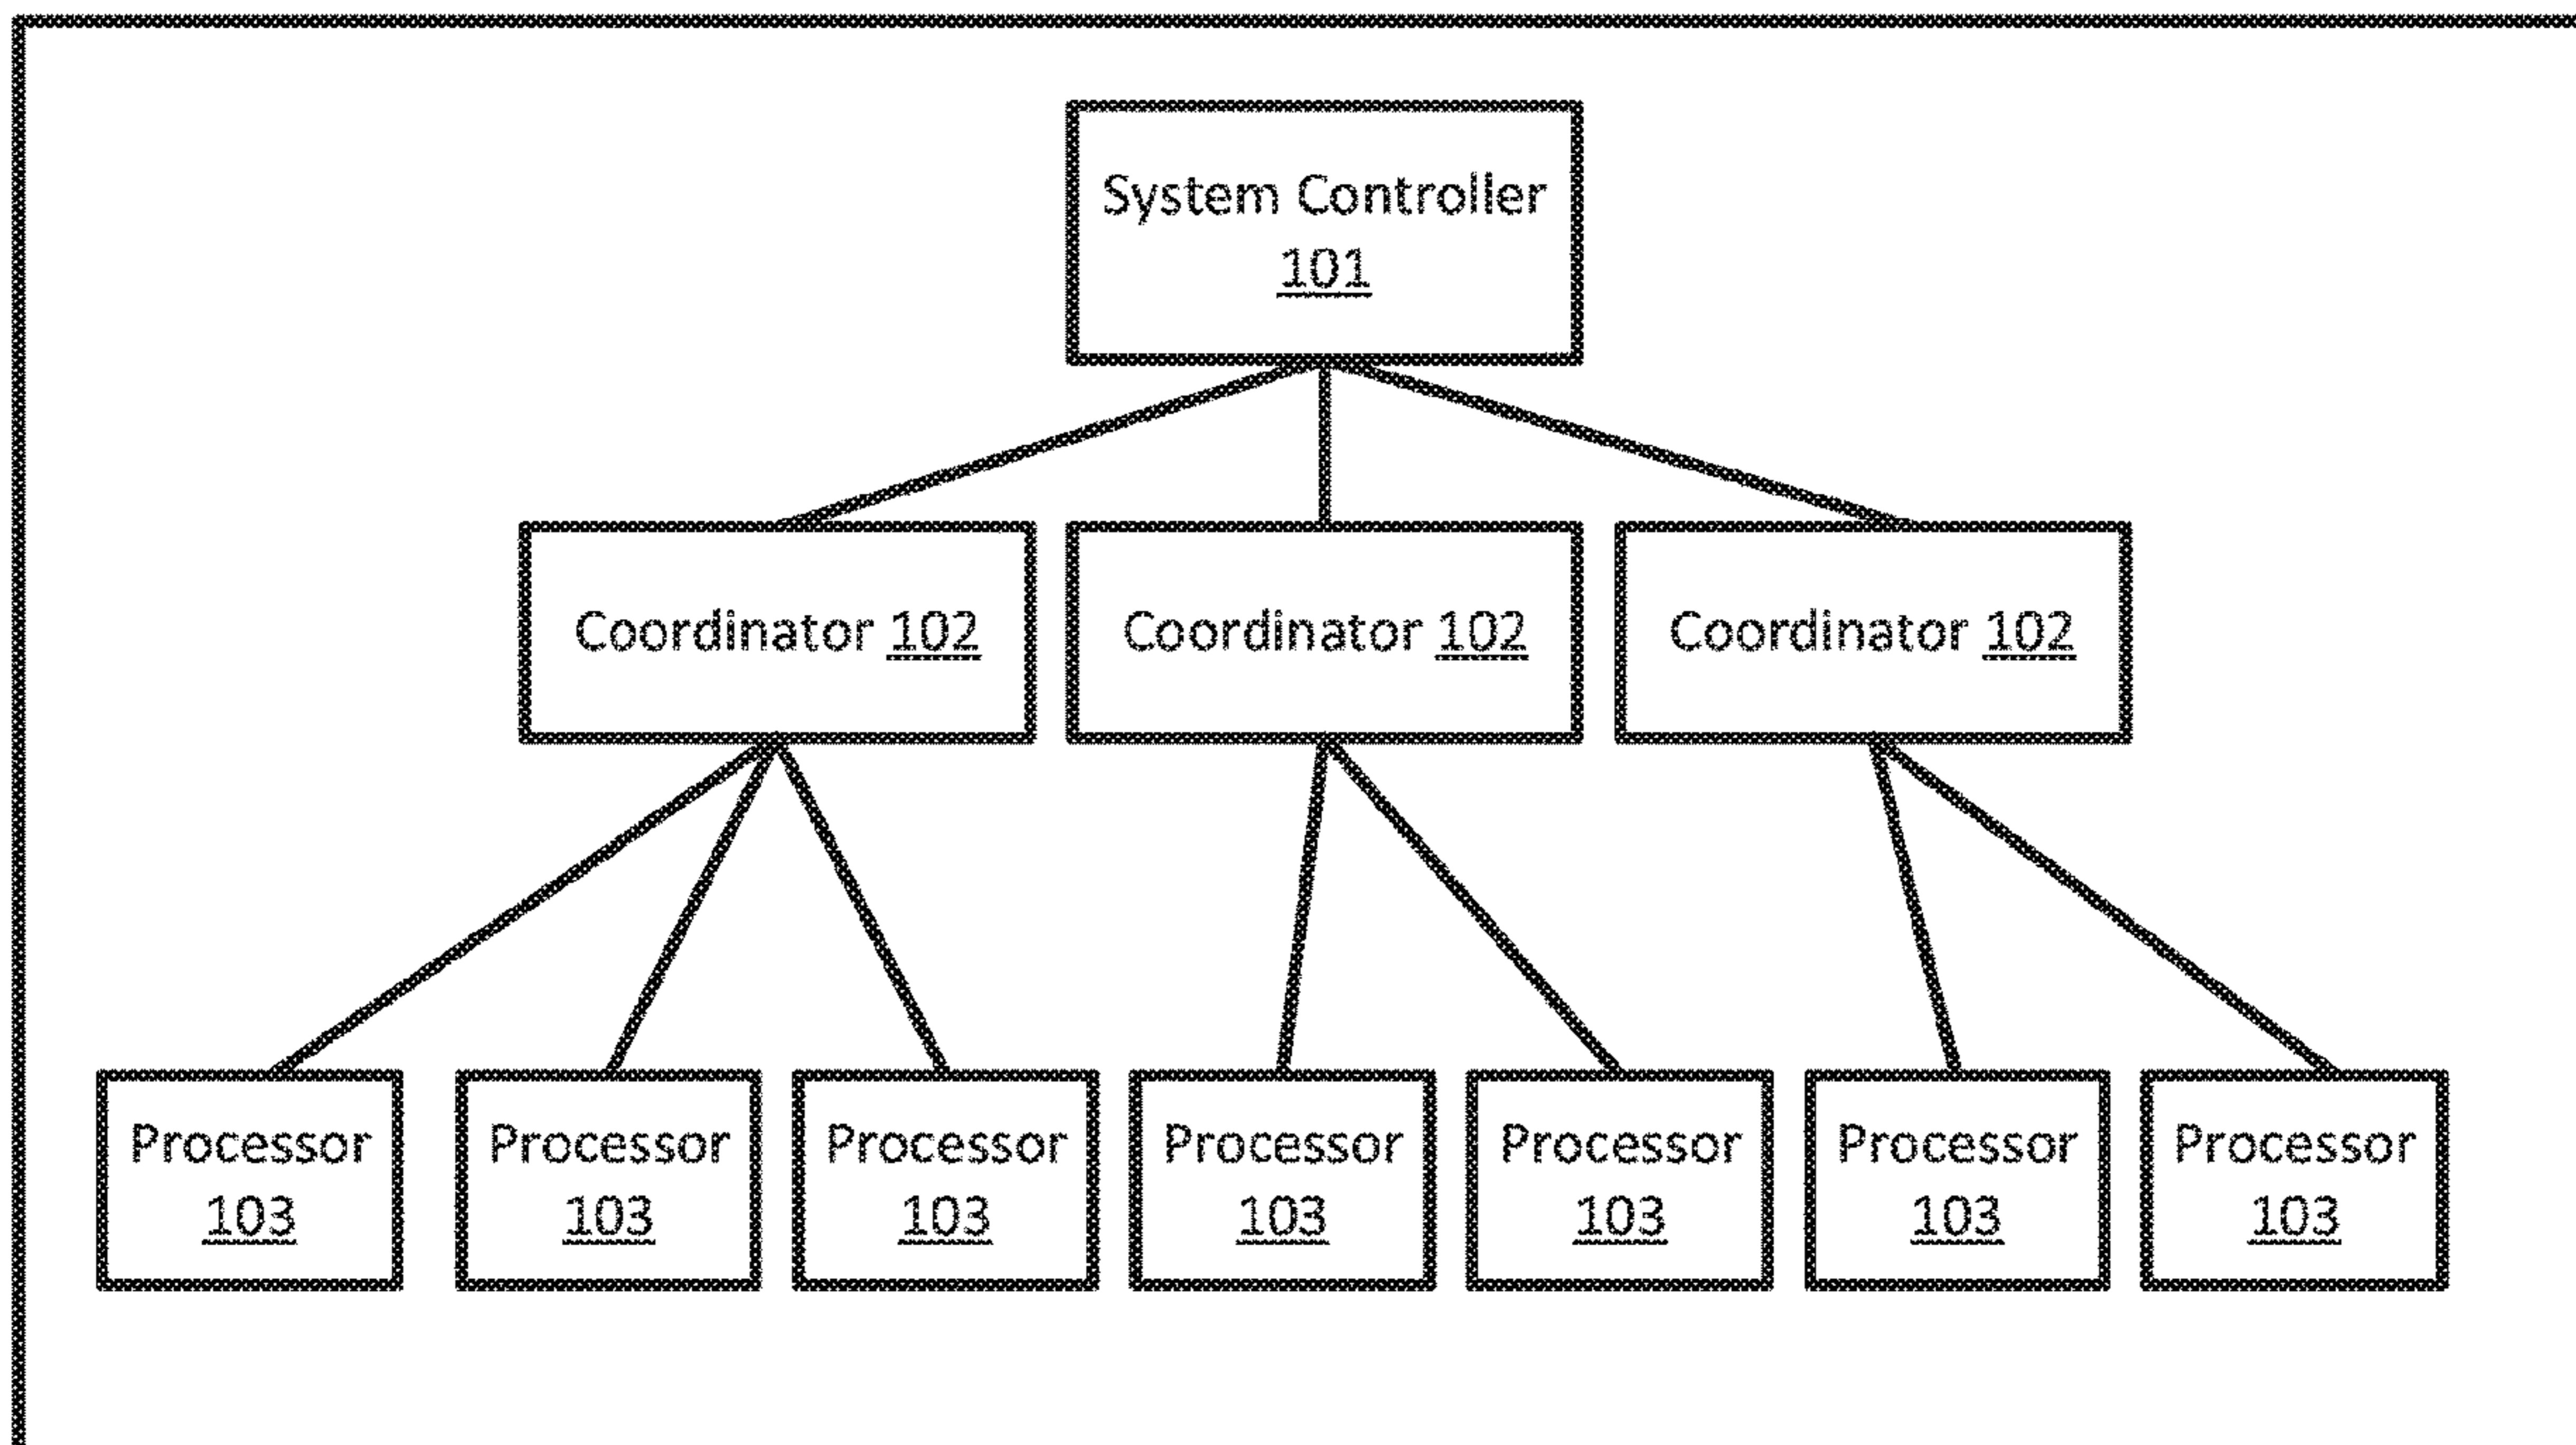 System Controller
101
Coordinator 102
Coordinator 102
Coordinator 102
Processor
103
Processor
103
Processor
103
Processor
103
Processor
103
Processor
103
Processor
103